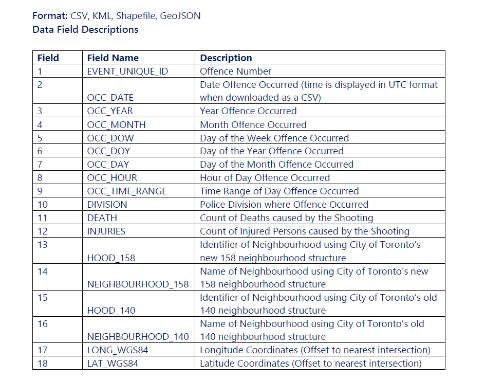 Format: CSV, KML, Shapefile, GeoJSON
Data Field Descriptions
Field Field Name Description
1 EVENT_UNIQUE_ID Offence Number
2 Date Offence Occurred (time is displayed in UTC format
OCC_DATE when downloaded as a CSV)
3 OCC_YEAR Year Offence Occurred
4 OCC_MONTH Month Offence Occurred
5 OCC_DOW Day of the Week Offence Occurred
6 OCC_DOY Day of the Year Offence Occurred
7 OCC_DAY Day of the Month Offence Occurred
8 OCC_HOUR Hour of Day Offence Occurred
9 OCC_TIME_RANGE Time Range of Day Offence Occurred
10 DIVISION Police Division where Offence Occurred
11 DEATH Count of Deaths caused by the Shooting
12 INJURIES Count of Injured Persons caused by the Shooting
13 Identifier of Neighbourhood using City of Toronto's
HOOD_158 new 158 neighbourhood structure
14 Name of Neighbourhood using City of Toronto's new
NEIGHBOURHOOD_158 158 neighbourhood structure
15 Identifier of Neighbourhood using City of Toronto's old
HOOD_140 140 neighbourhood structure
16 Name of Neighbourhood using City of Toronto's old
NEIGHBOURHOOD_140 140 neighbourhood structure
17 LONG_WGS84 Longitude Coordinates (Offset to nearest intersection)
18 LAT_WGS84 Latitude Coordinates (Offset to nearest intersection)